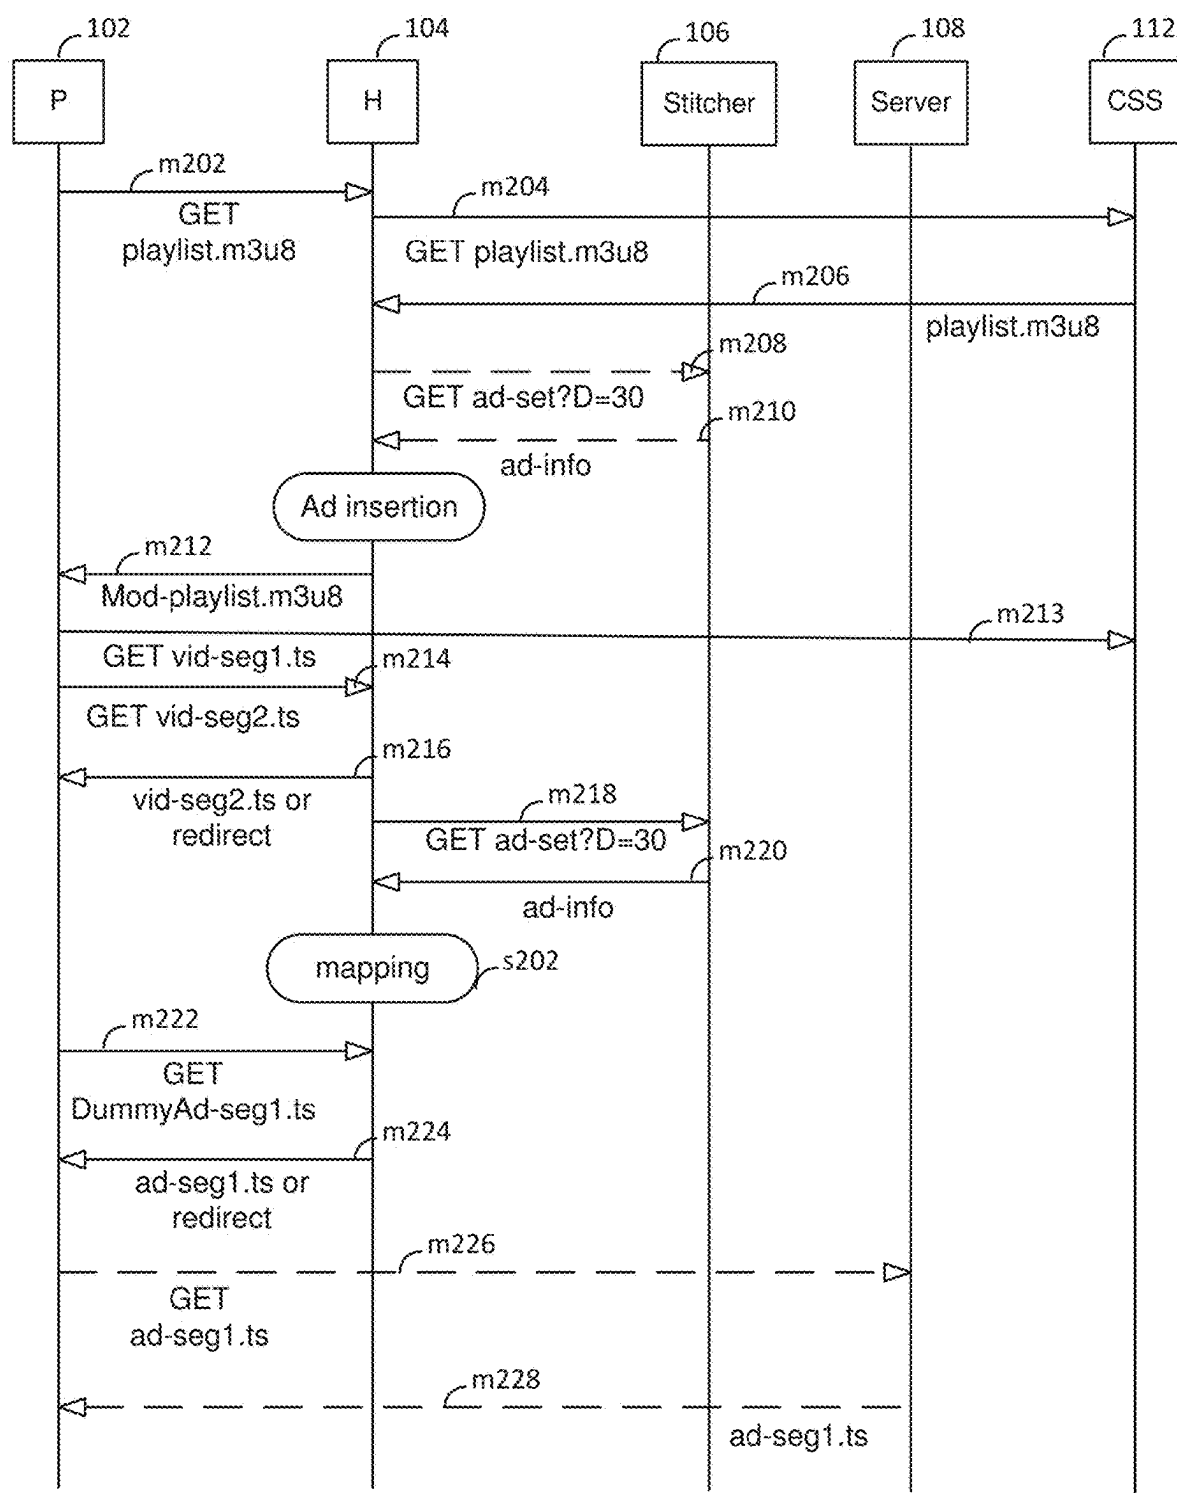 102
104
106
108
112
P
H
Stitcher
Server
CSS
m202
GET
playlist.m3u8
m204
GET playlist.m3u8
m206
playlist.m3u8
m208
GET ad-set?D=30
m210
ad-info
Ad insertion
m212
Mod-playlist.m3u8
m213
GET vid-seg1.ts
m214
GET vid-seg2.ts
m216
vid-seg2.ts or
redirect
m218
GET ad-set?D=30
m220
ad-info
mapping
s202
m222
GET
DummyAd-seg1.ts
m224
ad-seg1.ts or
redirect
m226
GET
ad-seg1.ts
m228
ad-seg1.ts